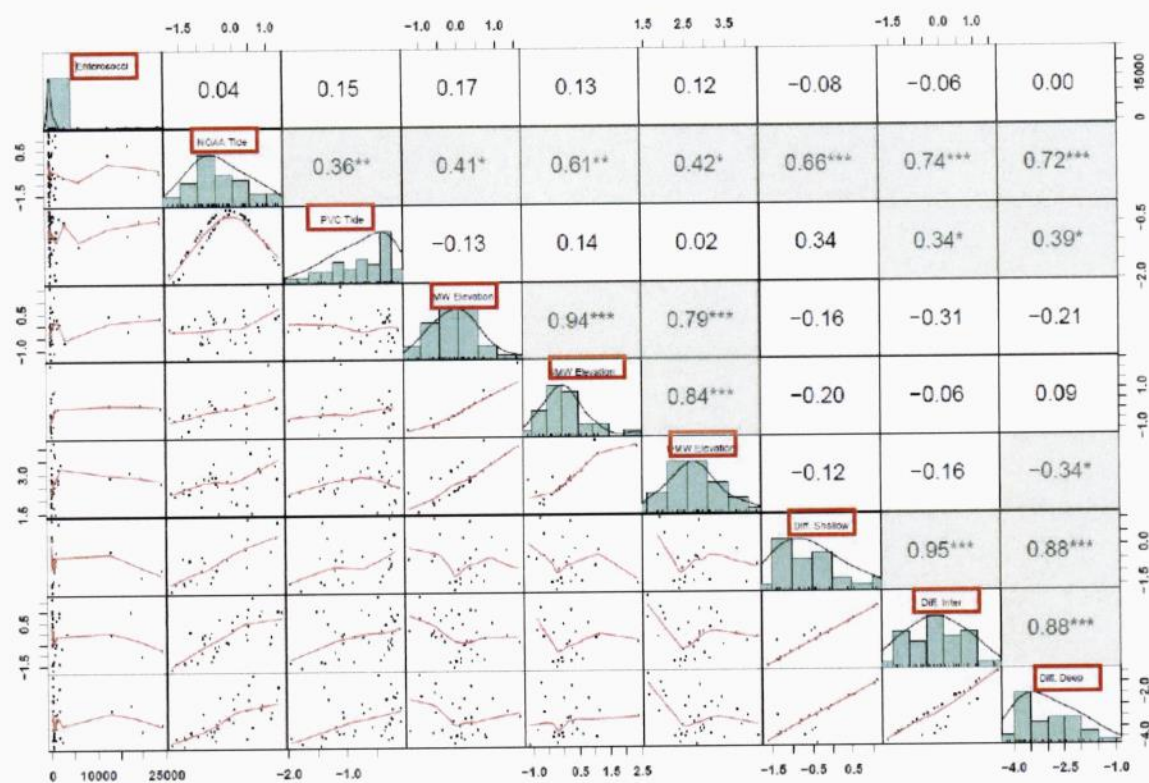 -1.5 0.0 1.0 -1.0 0.0 1.0 1.5 2.5 3.5 -1.0 0.0 1.0
Enterococci 0.04 0.15 0.17 0.13 0.12 -0.08 -0.06 0.00 0 15000
-1.5 0.5 NOAA Tide 0.36** 0.41* 0.61** 0.42* 0.66*** 0.74*** 0.72***
PVC Tide -0.13 0.14 0.02 0.34 0.34* 0.39* -2.0 -0.5
-1.0 0.5 MW Elevation 0.94*** 0.79*** -0.16 -0.31 -0.21
MW Elevation 0.84*** -0.20 -0.06 0.09 -1.0 1.0
1.5 3.0 MW Elevation -0.12 -0.16 -0.34*
Diff. Shallow 0.95*** 0.88*** -1.5 0.0
-1.5 0.5 Diff. Inter 0.88***
Diff. Deep -4.0 -2.0
0 10000 25000 -2.0 -1.0 -1.0 0.5 2.5 -1.5 -0.5 0.5 -4.0 -2.5 -1.0